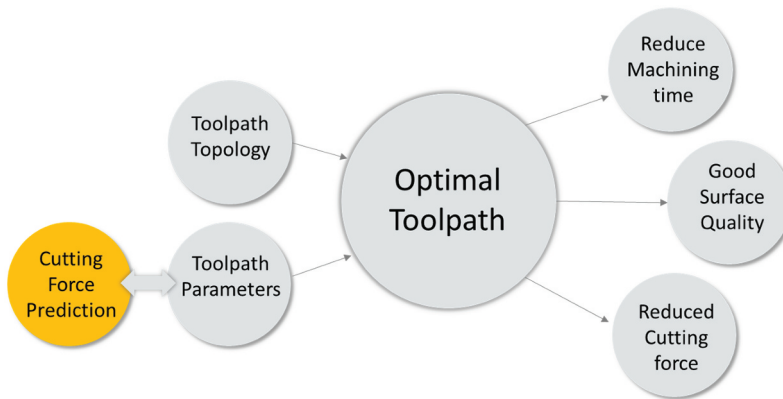 Toolpath
Topology
Cutting
Force
Prediction
Toolpath
Parameters
Optimal
Toolpath
Reduce
Machining
time
Good
Surface
Quality
Reduced
Cutting
force